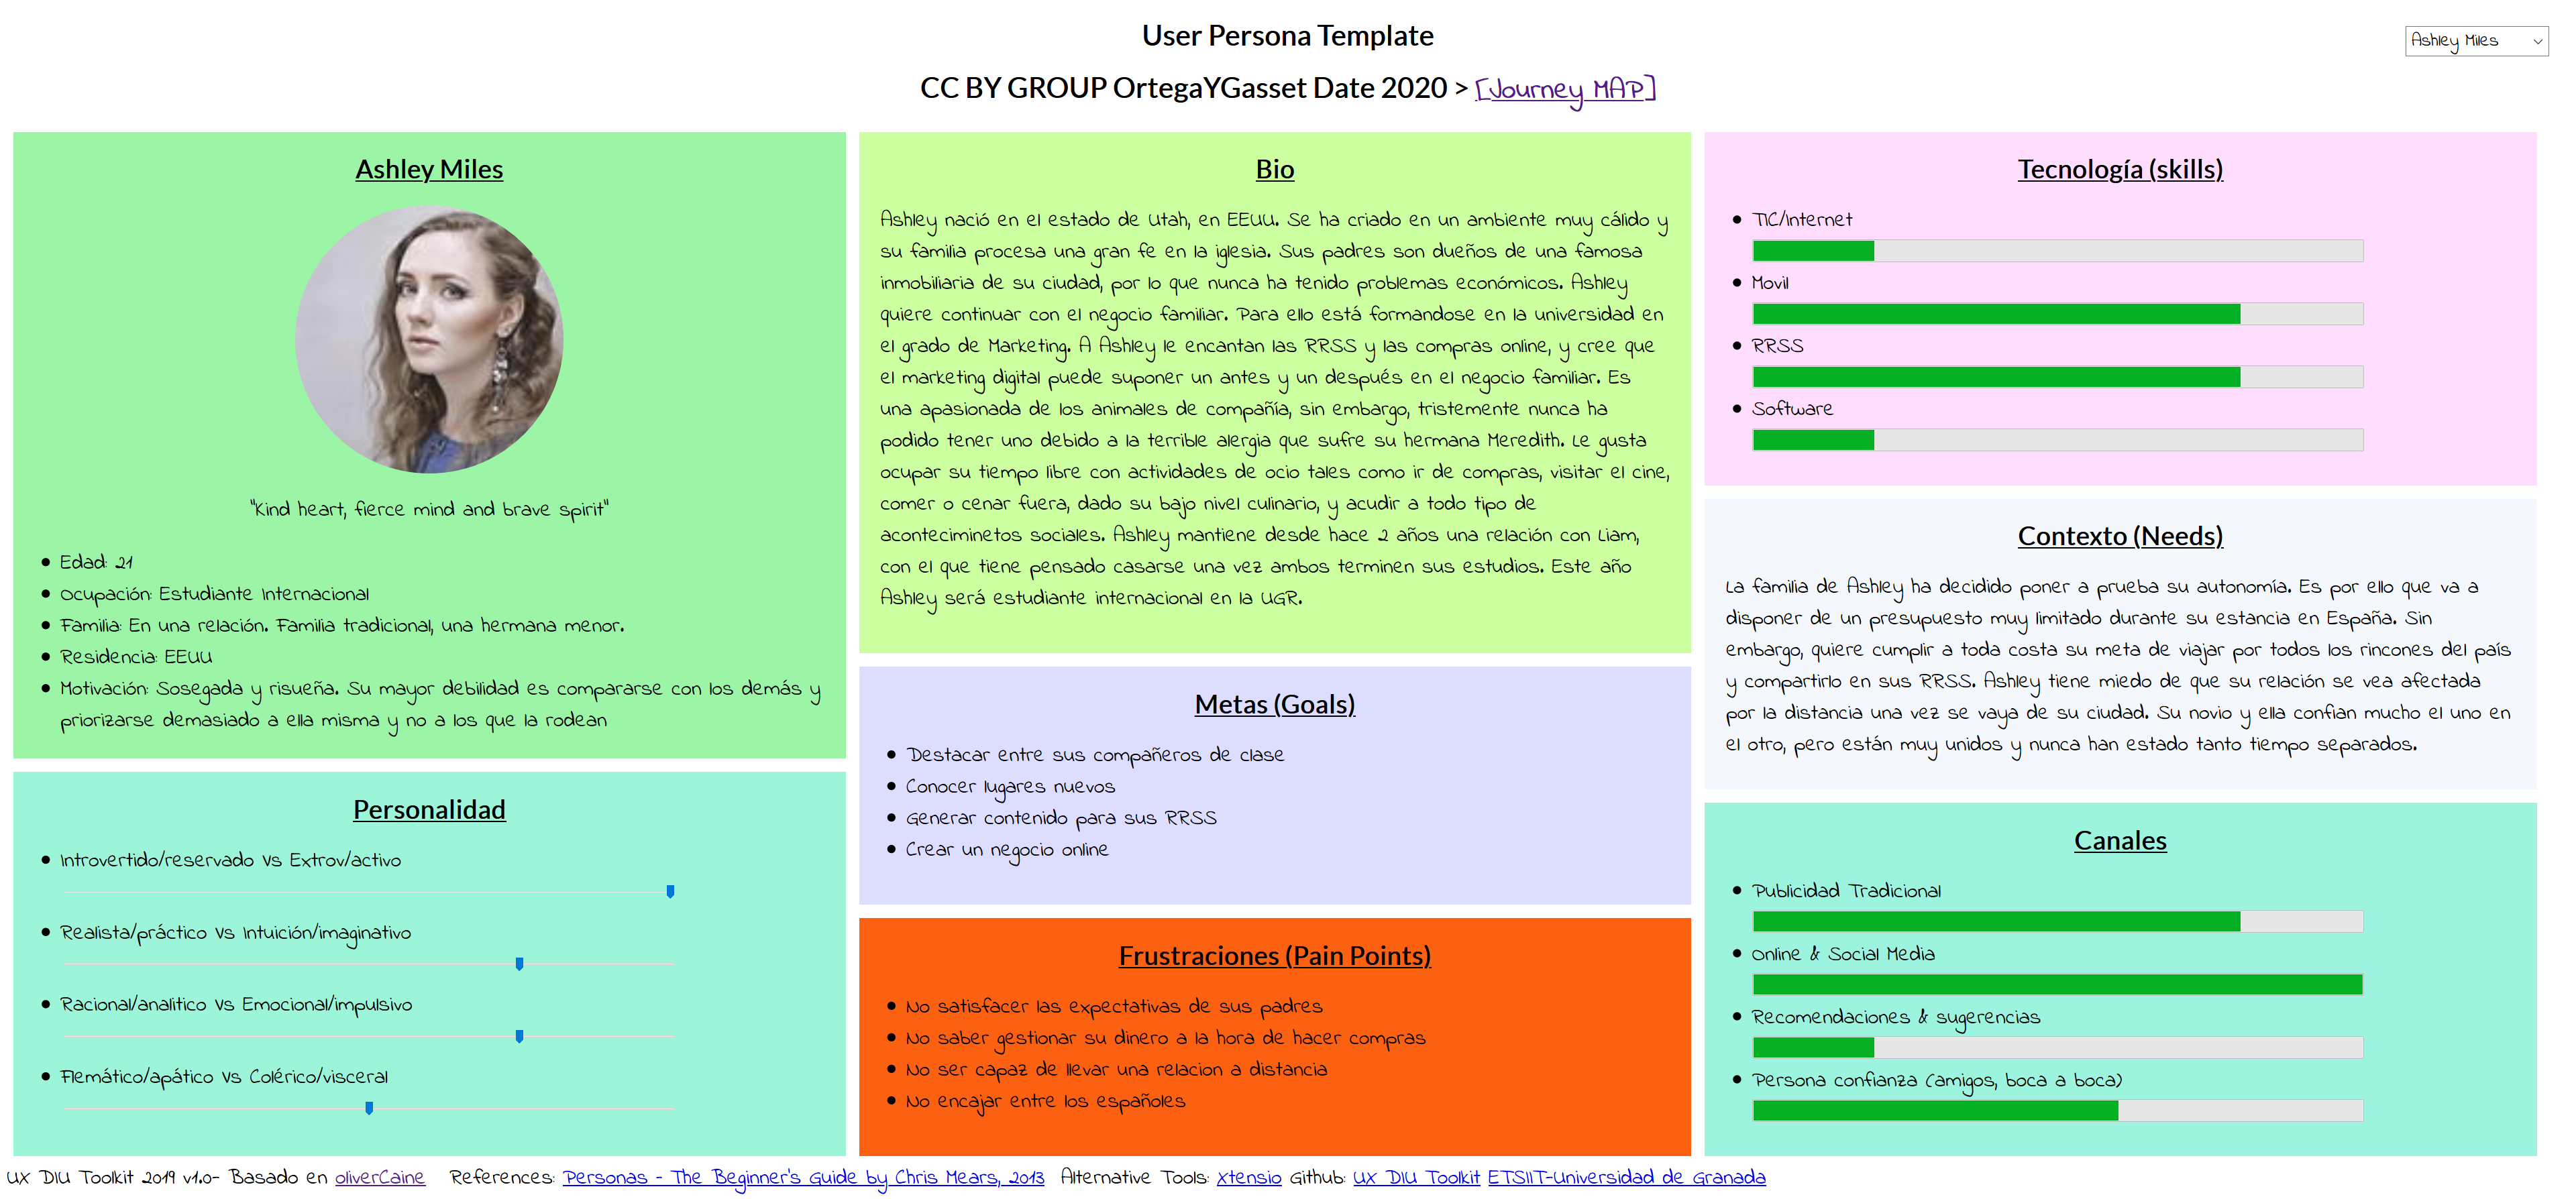 User Persona Template
Ashley Miles
CC BY GROUP OrtegaYGasset Date 2020 > [Journey MAP]
Ashley Miles
"Kind heart, fierce mind and brave spirit"
Edad: 21
Ocupación: Estudiante Internacional
Familia: En una relación. Familia tradicional, una hermana menor.
Residencia: EEUU
Motivación: Sosegada y risueña. Su mayor debilidad es compararse con los demás y
priorizarse demasiado a ella misma y no a los que la rodean
Personalidad
Introvertido/reservado Vs Extrov/activo
Realista/práctico Vs Intuición/imaginativo
Racional/analitico Vs Emocional/impulsivo
Flemático/apático Vs Colérico/visceral
Bio
Ashley nació en el estado de Utah, en EEUU. Se ha criado en un ambiente muy cálido y
su familia procesa una gran fe en la iglesia. Sus padres son dueños de una famosa
inmobiliaria de su ciudad, por lo que nunca ha tenido problemas económicos. Ashley
quiere continuar con el negocio familiar. Para ello está formandose en la universidad en
el grado de Marketing. A Ashley le encantan las RRSS y las compras online, y cree que
el marketing digital puede suponer un antes y un después en el negocio familiar. Es
una apasionada de los animales de compañía, sin embargo, tristemente nunca ha
podido tener uno debido a la terrible alergia que sufre su hermana Meredith. Le gusta
ocupar su tiempo libre con actividades de ocio tales como ir de compras, visitar el cine,
comer o cenar fuera, dado su bajo nivel culinario, y acudir a todo tipo de
aconteciminetos sociales. Ashley mantiene desde hace 2 años una relación con Liam,
con el que tiene pensado casarse una vez ambos terminen sus estudios. Este año
Ashley será estudiante internacional en la UGR.
Metas (Goals)
Destacar entre sus compañeros de clase
Conocer lugares nuevos
Generar contenido para sus RRSS
Crear un negocio online
Frustraciones (Pain Points)
No satisfacer las expectativas de sus padres
No saber gestionar su dinero a la hora de hacer compras
No ser capaz de llevar una relacion a distancia
No encajar entre los españoles
Tecnología (skills)
TIC/Internet
Movil
RRSS
Software
Contexto (Needs)
La familia de Ashley ha decidido poner a prueba su autonomía. Es por ello que va a
disponer de un presupuesto muy limitado durante su estancia en España. Sin
embargo, quiere cumplir a toda costa su meta de viajar por todos los rincones del país
y compartirlo en sus RRSS. Ashley tiene miedo de que su relación se vea afectada
por la distancia una vez se vaya de su ciudad. Su novio y ella confian mucho el uno en
el otro, pero están muy unidos y nunca han estado tanto tiempo separados.
Canales
Publicidad Tradicional
Online & Social Media
Recomendaciones & sugerencias
Persona confianza (amigos, boca a boca)
UX DIU Toolkit 2019 v1.0- Basado en oliverCaine References: Personas - The Beginner's Guide by Chris Mears, 2013 Alternative Tools: Xtensio Github: UX DIU Toolkit ETSIIT-Universidad de Granada